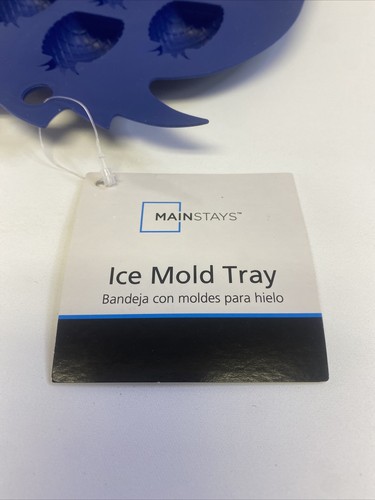 MAINSTAYS™
Ice Mold Tray
Bandeja con moldes para hielo